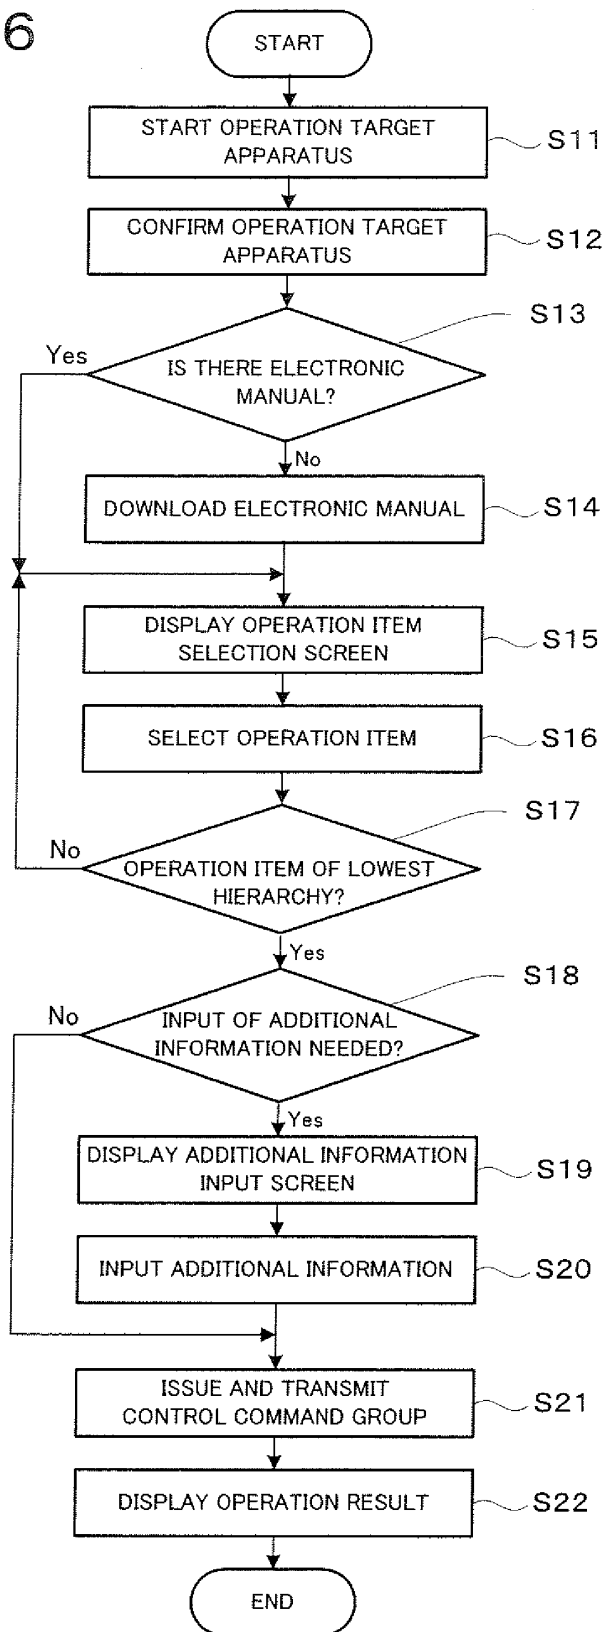 6
START
START OPERATION TARGET
APPARATUS
S11
CONFIRM OPERATION TARGET
APPARATUS
S12
S13
Yes
IS THERE ELECTRONIC
MANUAL?
No
DOWNLOAD ELECTRONIC MANUAL
S14
DISPLAY OPERATION ITEM
SELECTION SCREEN
S15
SELECT OPERATION ITEM
S16
S17
No
OPERATION ITEM OF LOWEST
HIERARCHY?
Yes
S18
No
INPUT OF ADDITIONAL
INFORMATION NEEDED?
Yes
DISPLAY ADDITIONAL INFORMATION
INPUT SCREEN
S19
INPUT ADDITIONAL INFORMATION
S20
ISSUE AND TRANSMIT
CONTROL COMMAND GROUP
S21
DISPLAY OPERATION RESULT
S22
END